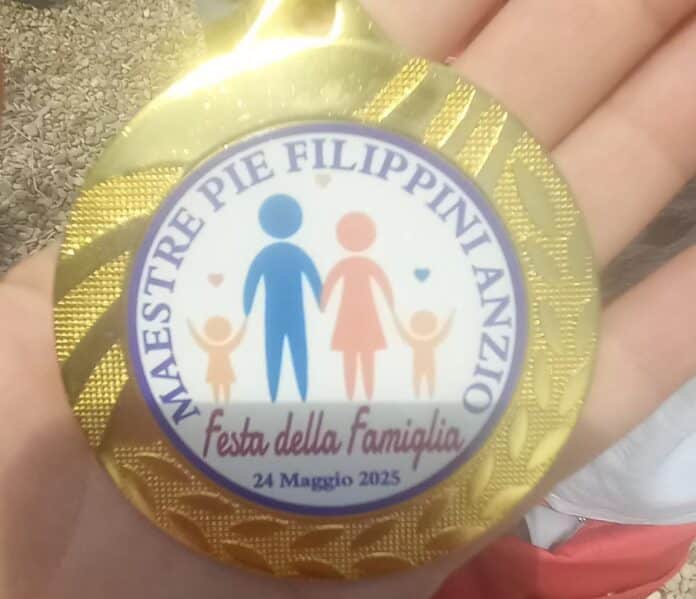 MAESTRE PIE FILIPPINI ANZIO
Festa della Famiglia
24 Maggio 2025